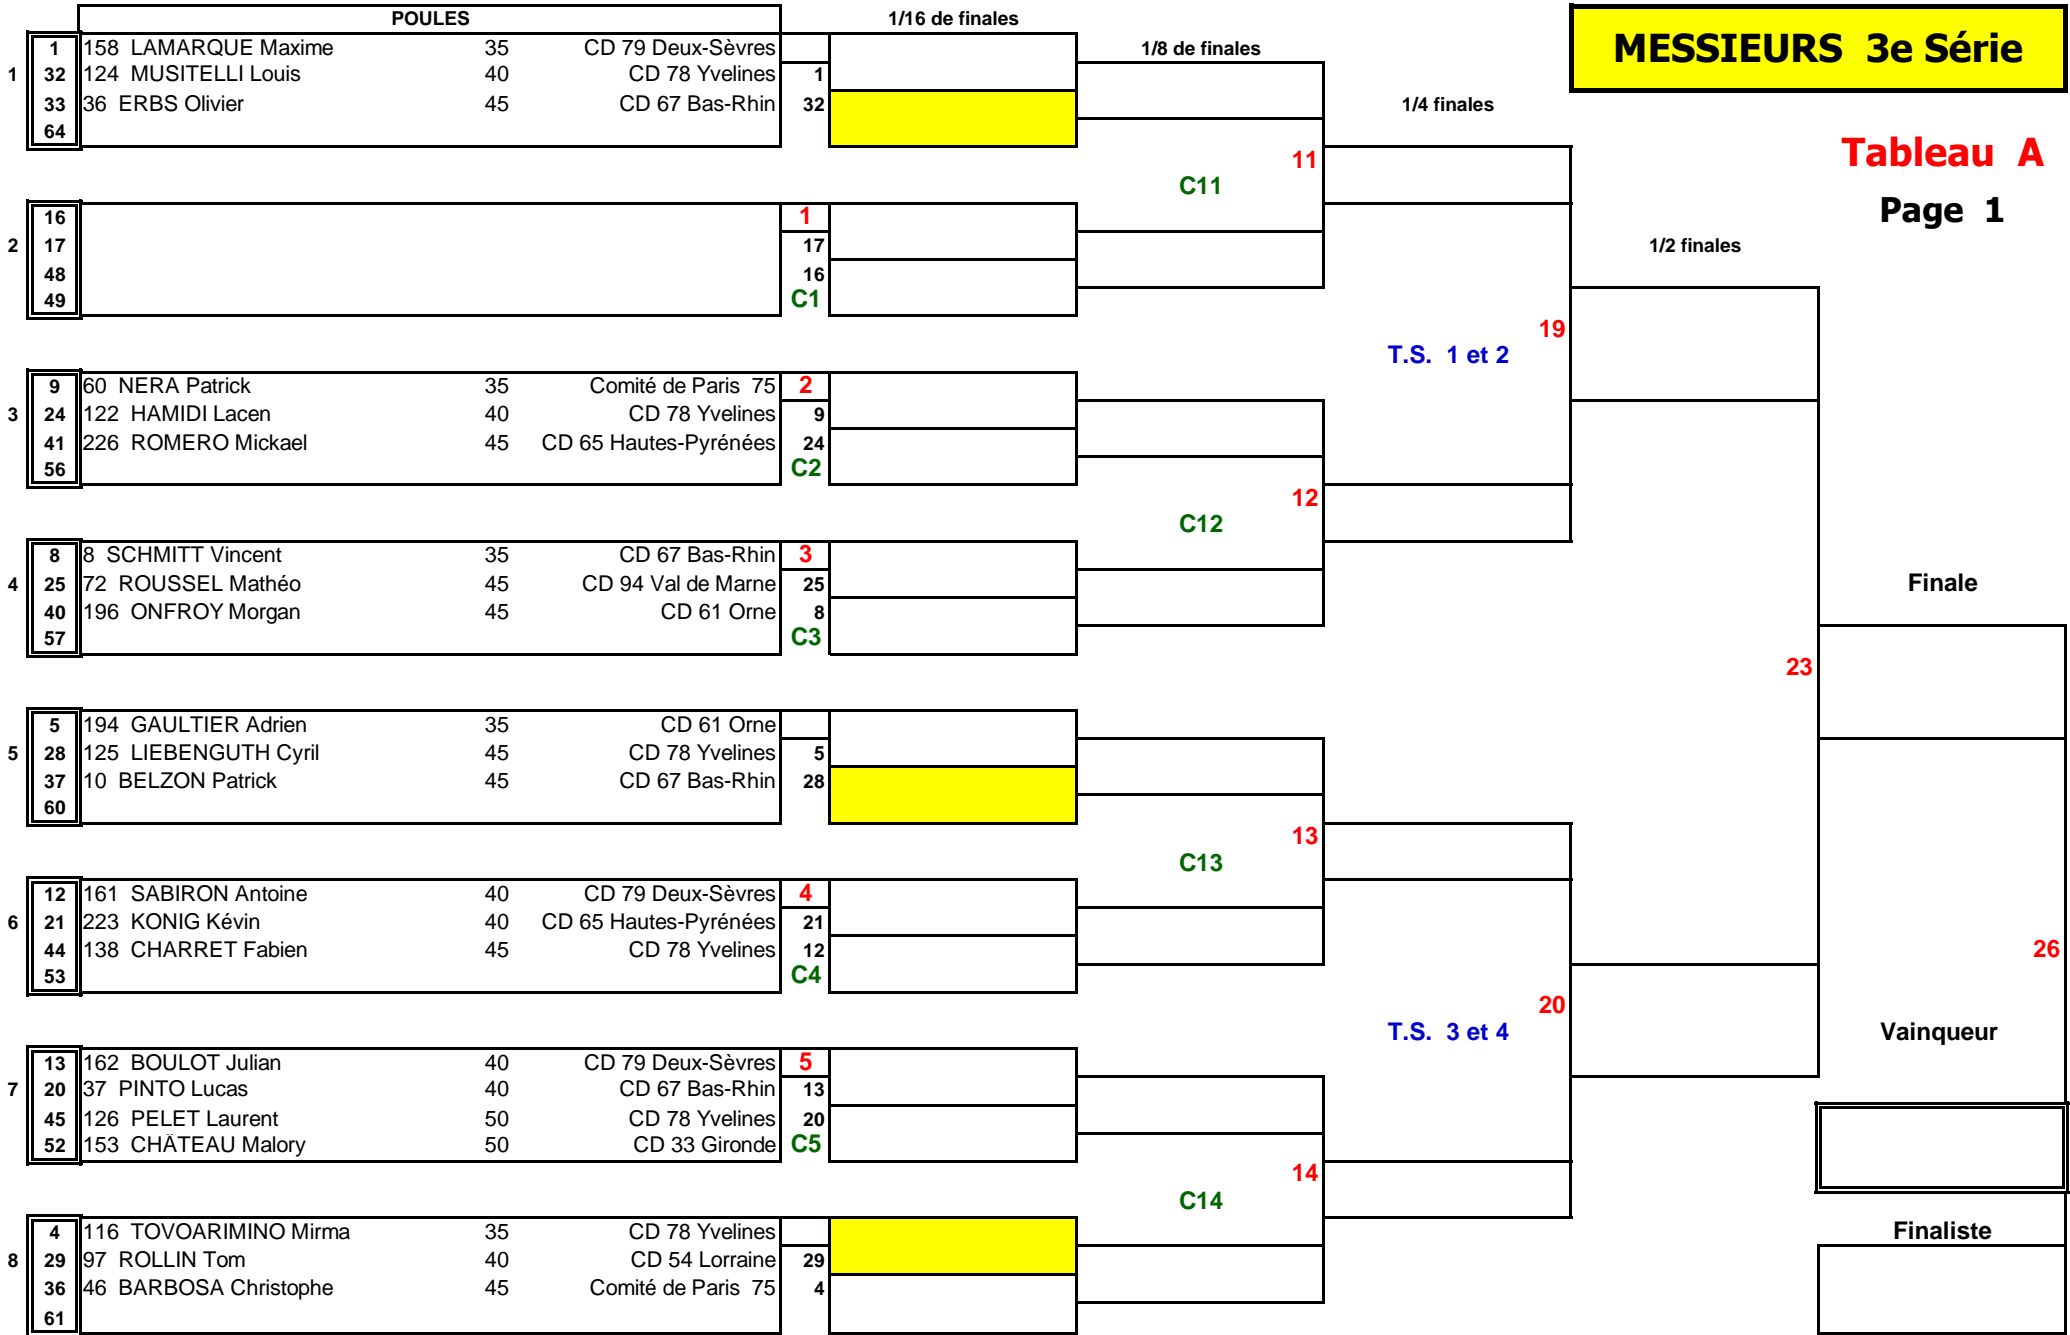 POULES 1/16 de finales
MESSIEURS 3e Série
1 158 LAMARQUE Maxime 35 CD 79 Deux-Sèvres 1/8 de finales
1 32 124 MUSITELLI Louis 40 CD 78 Yvelines 1
33 36 ERBS Olivier 45 CD 67 Bas-Rhin 32 1/4 finales
64
Tableau A
11
C11
Page 1
16 1
2 17 17 1/2 finales
48 16
49 C1
19
T.S. 1 et 2
9 60 NERA Patrick 35 Comité de Paris 75 2
3 24 122 HAMIDI Lacen 40 CD 78 Yvelines 9
41 226 ROMERO Mickael 45 CD 65 Hautes-Pyrénées 24
56 C2
12
C12
8 8 SCHMITT Vincent 35 CD 67 Bas-Rhin 3
4 25 72 ROUSSEL Mathéo 45 CD 94 Val de Marne 25 Finale
40 196 ONFROY Morgan 45 CD 61 Orne 8
57 C3
23
5 194 GAULTIER Adrien 35 CD 61 Orne
5 28 125 LIEBENGUTH Cyril 45 CD 78 Yvelines 5
37 10 BELZON Patrick 45 CD 67 Bas-Rhin 28
60
13
C13
12 161 SABIRON Antoine 40 CD 79 Deux-Sèvres 4
6 21 223 KONIG Kévin 40 CD 65 Hautes-Pyrénées 21
44 138 CHARRET Fabien 45 CD 78 Yvelines 12 26
53 C4
20
T.S. 3 et 4 Vainqueur
13 162 BOULOT Julian 40 CD 79 Deux-Sèvres 5
7 20 37 PINTO Lucas 40 CD 67 Bas-Rhin 13
45 126 PELET Laurent 50 CD 78 Yvelines 20
52 153 CHÂTEAU Malory 50 CD 33 Gironde C5
14
C14
4 116 TOVOARIMINO Mirma 35 CD 78 Yvelines Finaliste
8 29 97 ROLLIN Tom 40 CD 54 Lorraine 29
36 46 BARBOSA Christophe 45 Comité de Paris 75 4
61